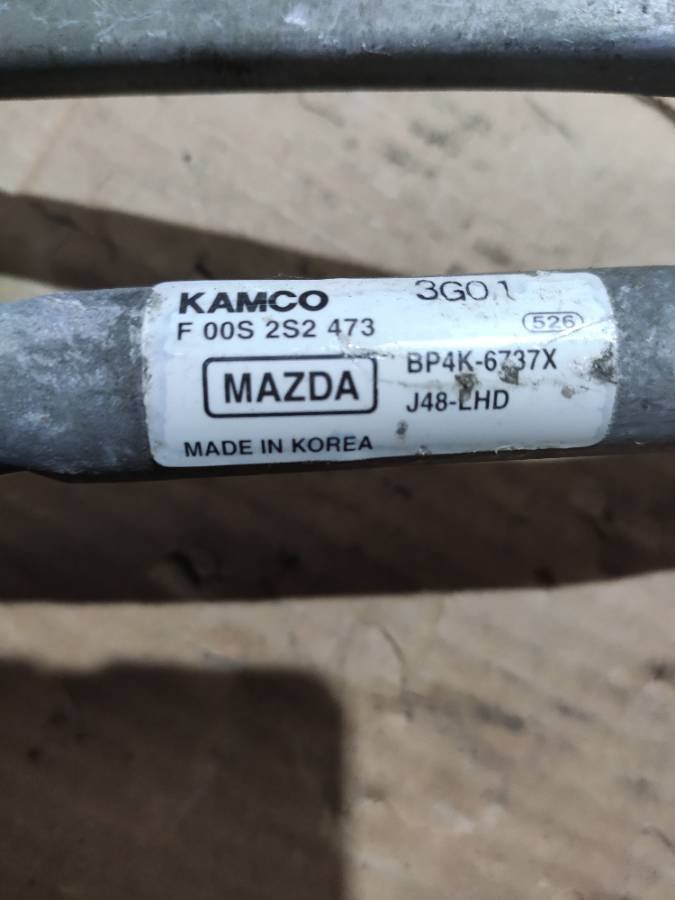 KAMCO 3G01
F 00S 2S2 473 526
MAZDA BP4K-6737X
J48-LHD
MADE IN KOREA